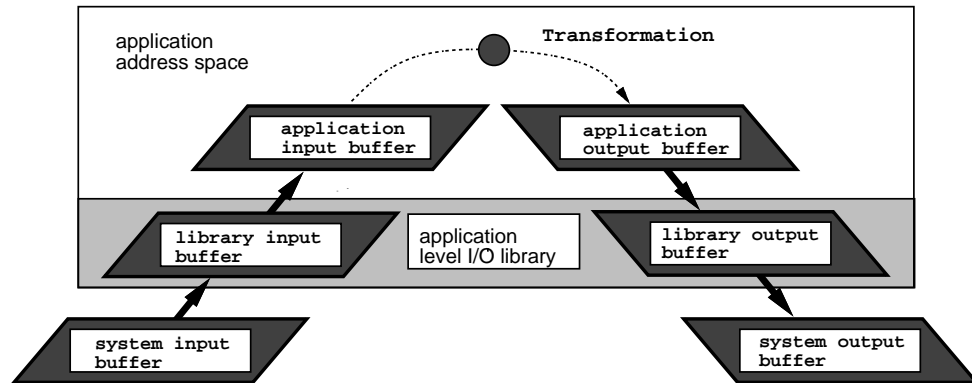 application
address space
Transformation
application
input buffer
application
output buffer
library input
buffer
application
level I/O library
library output
buffer
system input
buffer
system output
buffer